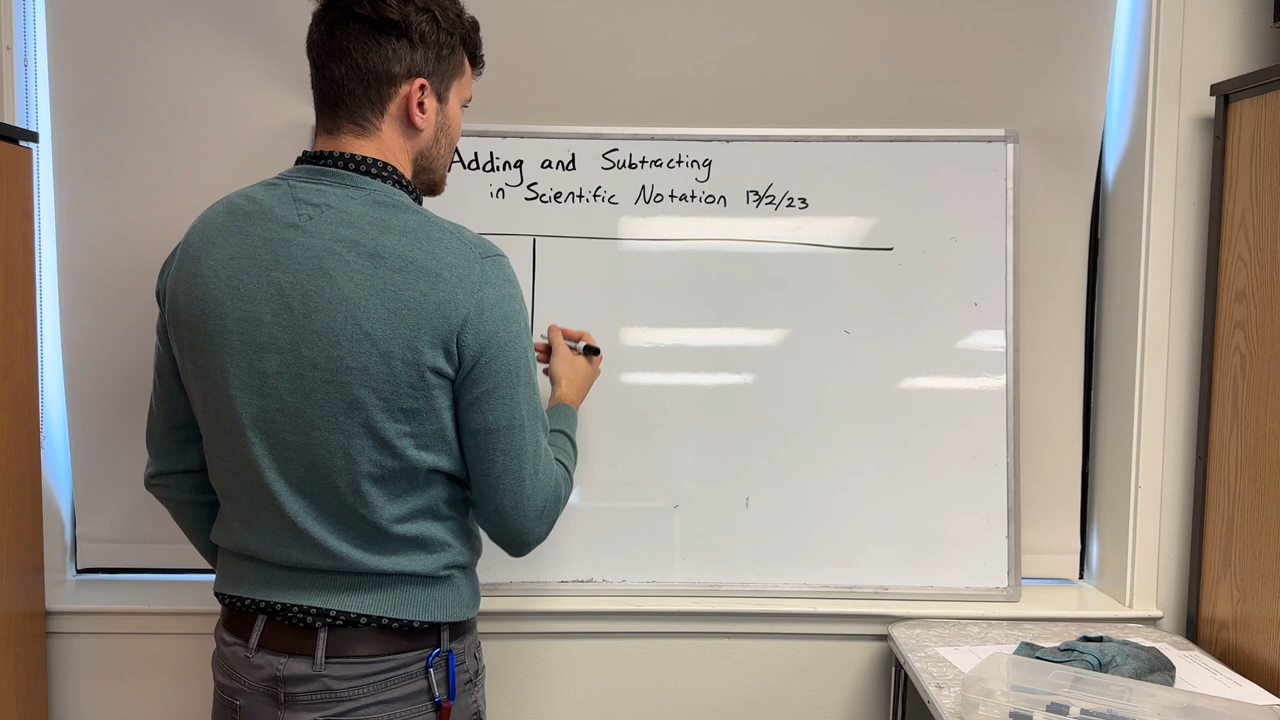 Adding and Subtracting
in Scientific Notation 13/2/23